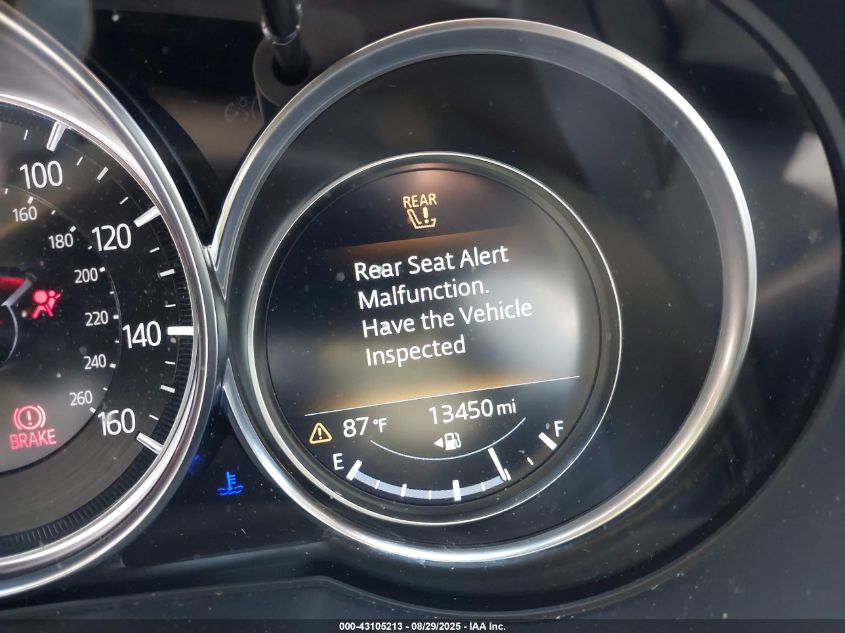 REAR
Rear Seat Alert
Malfunction.
Have the Vehicle
Inspected
87°F
13450 mi
E
F
100
120
140
160
160
180
200
220
240
260
BRAKE
000-43105213 - 08/29/2025 - IAA Inc.